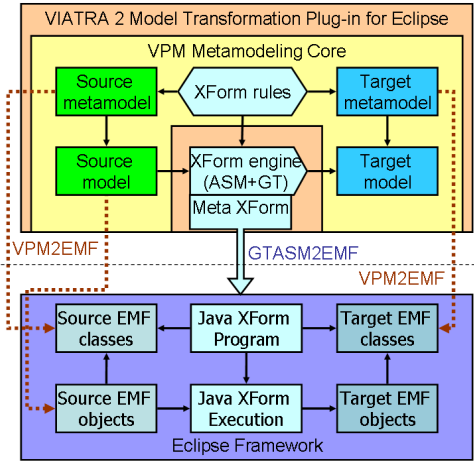 VIATRA 2 Model Transformation Plug-in for Eclipse
VPM Metamodeling Core
Source
metamodel
XForm rules
Target
metamodel
Source
model
XForm engine
(ASM+GT)
Target
model
Meta XForm
VPM2EMF
GTASM2EMF
VPM2EMF
Source EMF
classes
Java XForm
Program
Target EMF
classes
Source EMF
objects
Java XForm
Execution
Target EMF
objects
Eclipse Framework